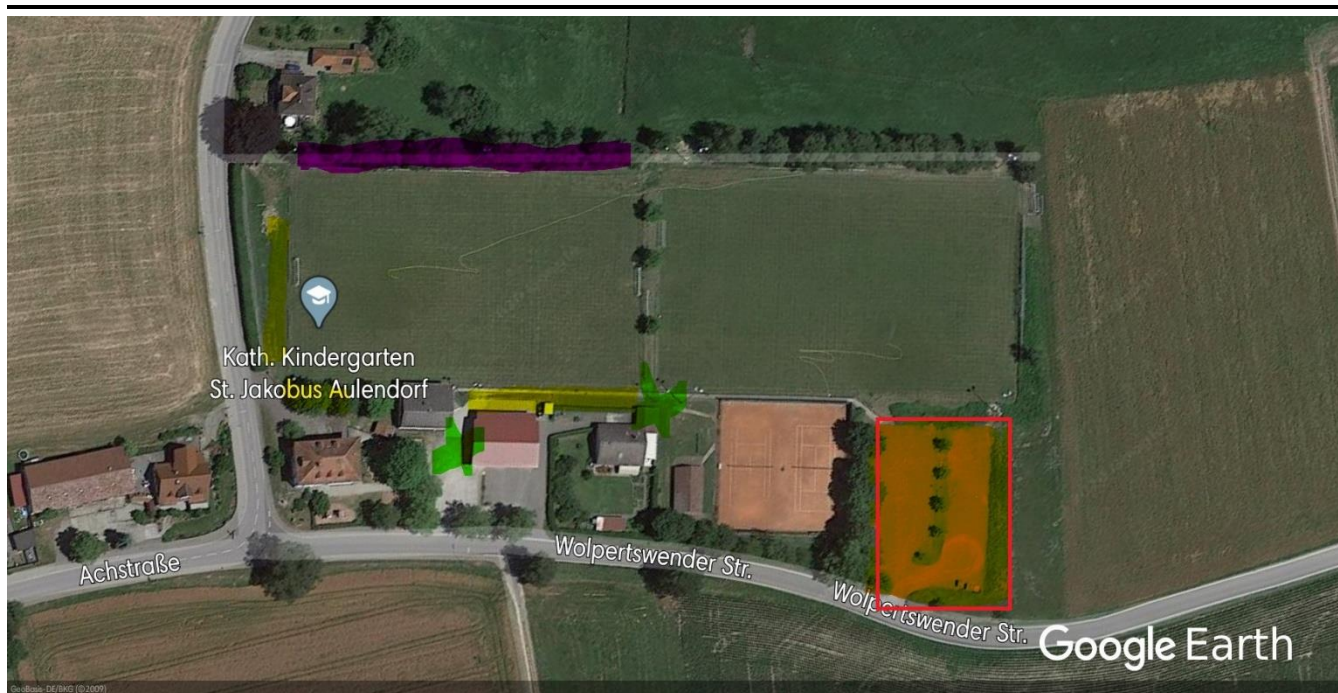 Kath. Kindergarten
St. Jakobus Aulendorf
Achstraße
Wolpertswender Str.
Wolpertswender Str.
Google Earth
GeoBasis-DE/BKG (©2009)